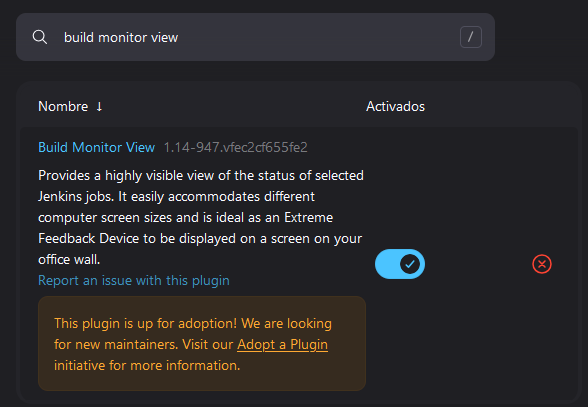 build monitor view
/
Nombre ↓
Activados
Build Monitor View 1.14-947.vfec2cf655fe2
Provides a highly visible view of the status of selected
Jenkins jobs. It easily accommodates different
computer screen sizes and is ideal as an Extreme
Feedback Device to be displayed on a screen on your
office wall.
Report an issue with this plugin
This plugin is up for adoption! We are looking
for new maintainers. Visit our Adopt a Plugin
initiative for more information.